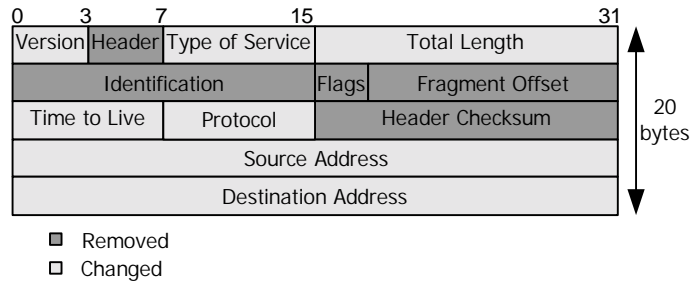 0 3 7 15 31
Version Header Type of Service Total Length
Identification Flags Fragment Offset
Time to Live Protocol Header Checksum
20
bytes
Source Address
Destination Address
Removed
Changed